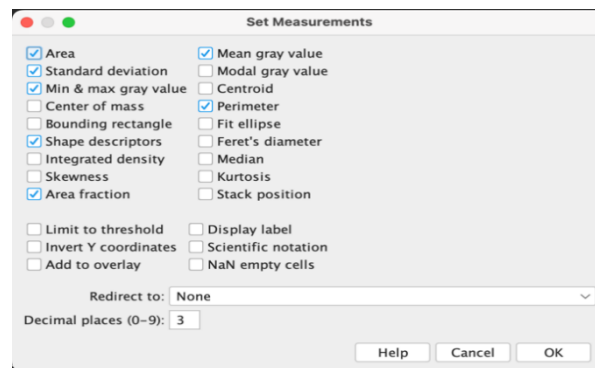 Set Measurements
Area
Mean gray value
Standard deviation
Modal gray value
Min & max gray value
Centroid
Center of mass
Perimeter
Bounding rectangle
Fit ellipse
Shape descriptors
Feret's diameter
Integrated density
Median
Skewness
Kurtosis
Area fraction
Stack position
Limit to threshold
Display label
Invert Y coordinates
Scientific notation
Add to overlay
NaN empty cells
Redirect to: None
Decimal places (0-9): 3
Help Cancel OK